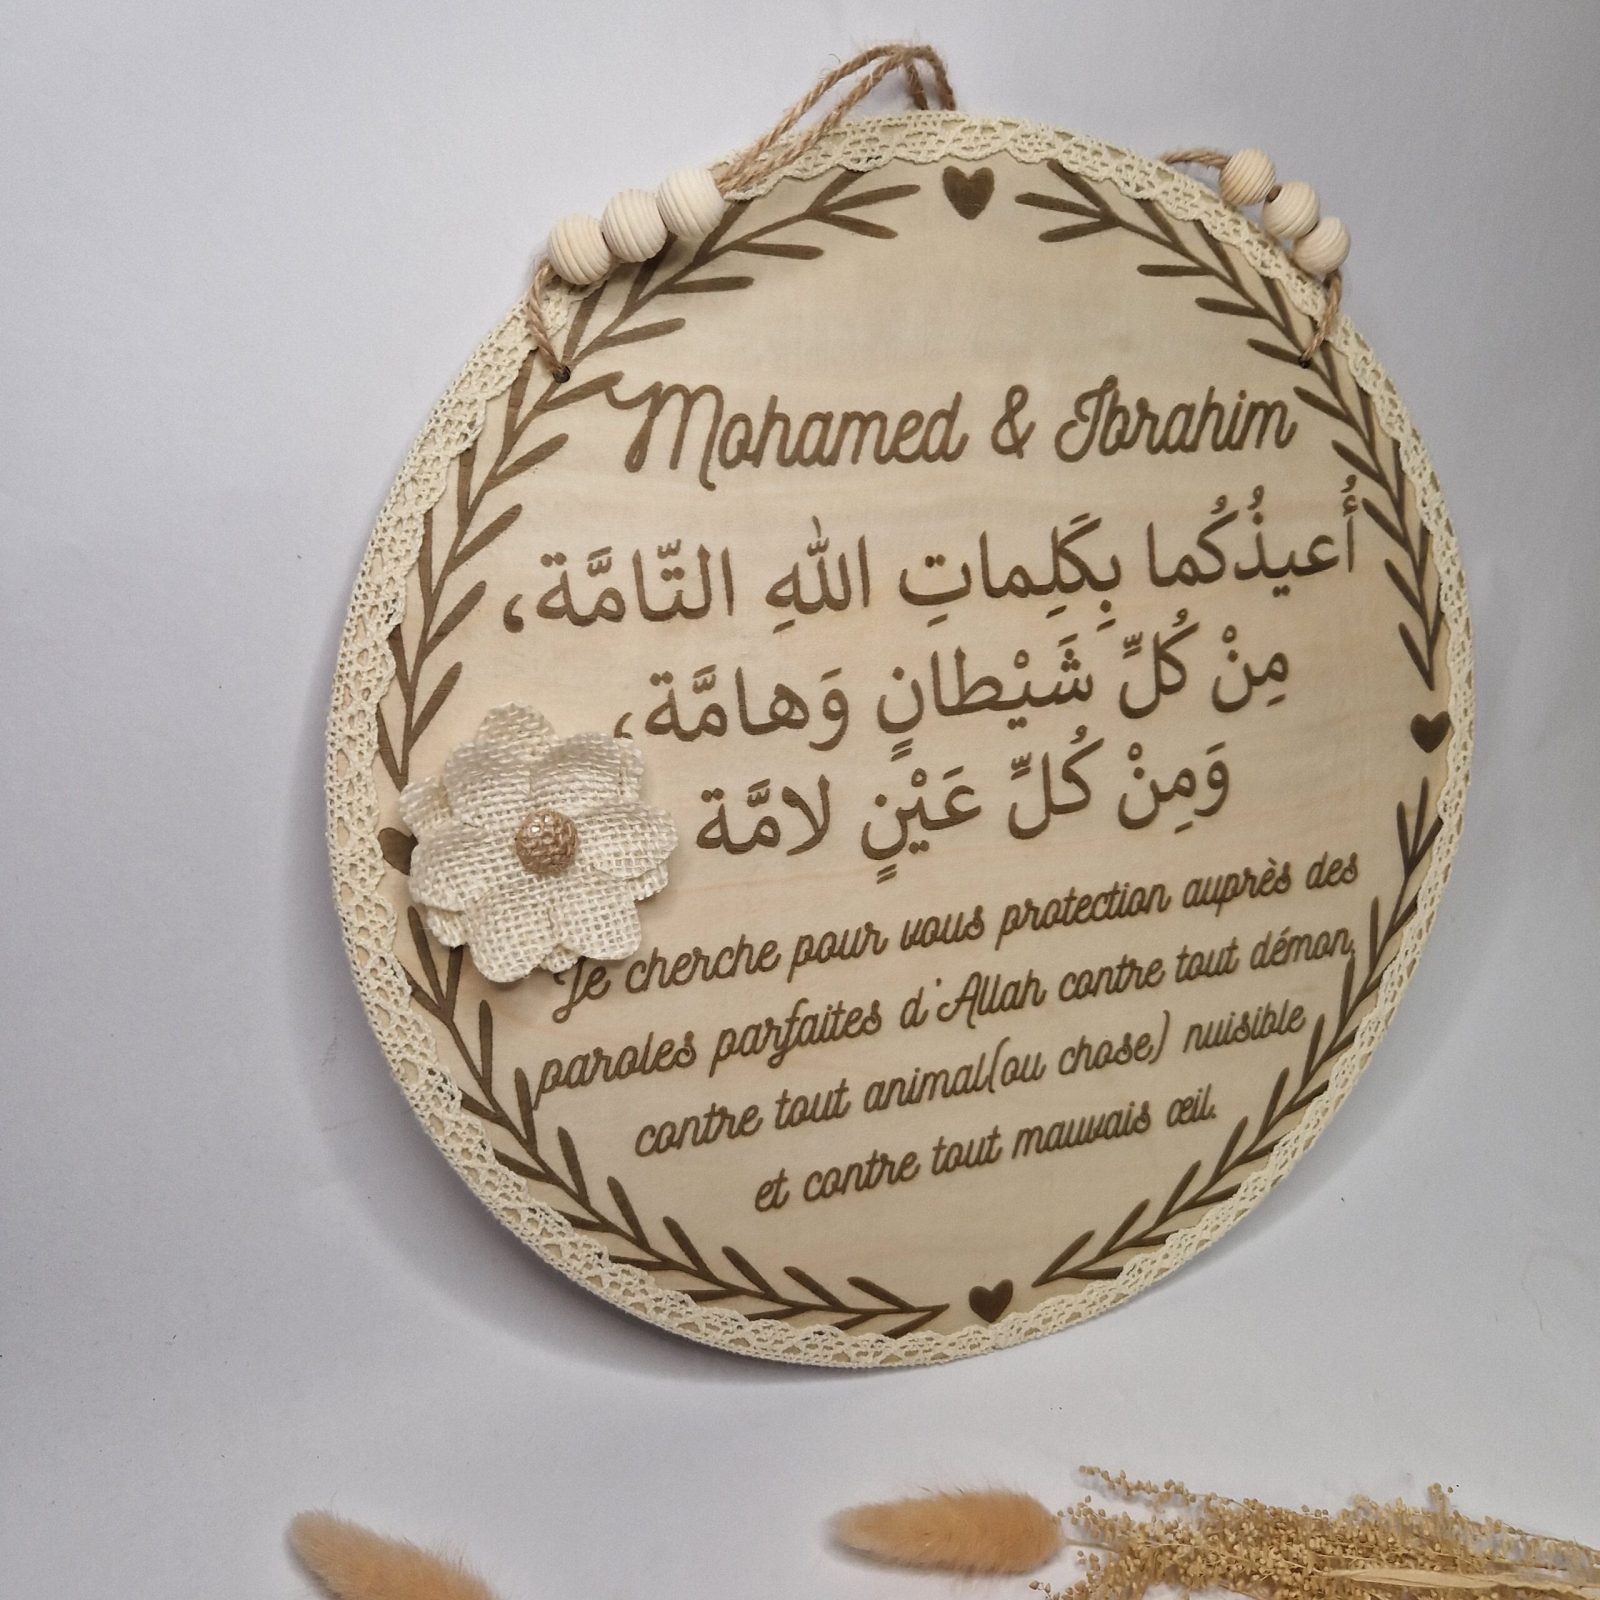 Mohamed & Ibrahim
أُعيذُكُما بِكَلِماتِ اللهِ التّامَّة،
مِنْ كُلِّ شَيْطانٍ وَهامَّة،
وَمِنْ كُلِّ عَيْنٍ لامَّة
Je cherche pour vous protection auprès des
paroles parfaites d'Allah contre tout démon,
contre tout animal(ou chose) nuisible
et contre tout mauvais œil.